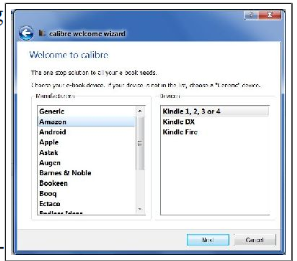 calibre welcome wizard
Welcome to calibre
The one stop solution to all your e-book needs.
Choose your e-book device. If your device is not in the list, choose a "Generic" device.
Manufacturers
Devices
Generic
Amazon
Android
Apple
Astak
Augen
Barnes & Noble
Bookeen
Booq
Ectaco
Endless Ideas
Kindle 1, 2, 3 or 4
Kindle DX
Kindle Fire
Next
Cancel